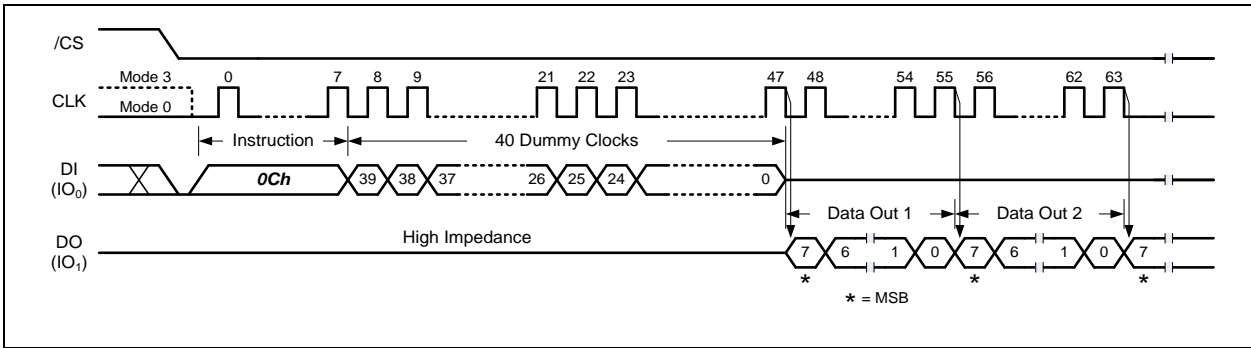 /CS
Mode 3 0 7 8 9 21 22 23 47 48 54 55 56 62 63
CLK
Mode 0
Instruction 40 Dummy Clocks
DI
(IO0)
0Ch 39 38 37 26 25 24 0
Data Out 1 Data Out 2
High Impedance
DO
(IO1)
7 6 1 0 7 6 1 0 7
* * *
* = MSB